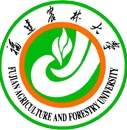 福建农林大学
FUJIAN AGRICULTURE AND FORESTRY UNIVERSITY